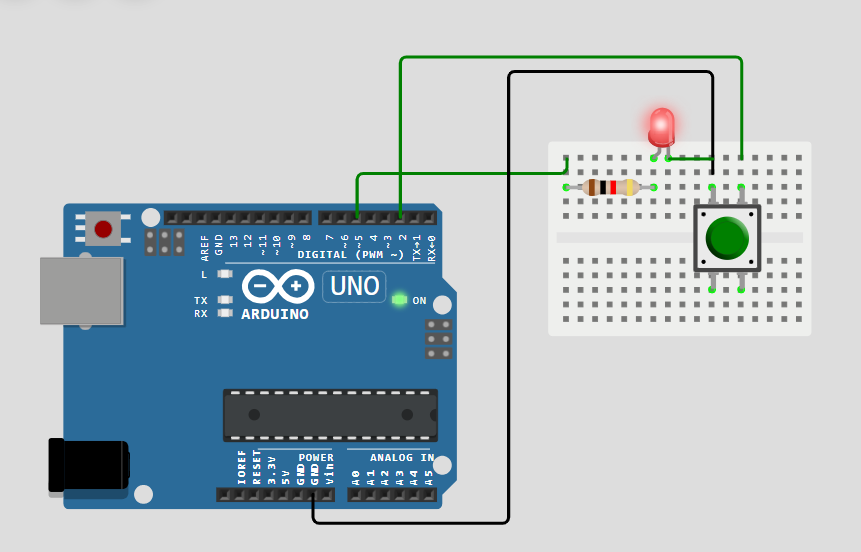 AREF
GND
13
12
~11
~10
~9
8
7
~6
~5
4
~3
2
TX→1
RX←0
DIGITAL (PWM ~)
L
TX
RX
UNO
ON
ARDUINO
IOREF
RESET
3.3V
5V
GND
GND
Vin
POWER
ANALOG IN
A0
A1
A2
A3
A4
A5